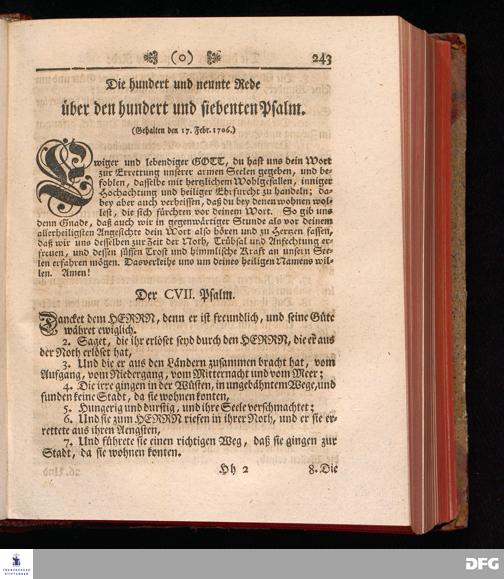 (o) 243
Die hundert und neunte Rede
über den hundert und siebenten Psalm.
(Gehalten den 17. Febr. 1706.)
Ewiger und lebendiger GOTT, du hast uns dein Wort
zur Errettung unserer armen Seelen gegeben, und be-
fohlen, dasselbe mit hertzlichem Wohlgefallen, inniger
Hochachtung und heiliger Ehrfurcht zu handeln; da-
bey aber auch verheissen, daß du bey denen wohnen wol-
lest, die sich fürchten vor deinem Wort. So gib uns
denn Gnade, daß auch wir in gegenwärtiger Stunde als vor deinem
allerheiligsten Angesichte dein Wort also hören und zu Hertzen fassen,
daß wir uns desselben zur Zeit der Noth, Trübsal und Anfechtung er-
freuen, und dessen süssen Trost und himmlische Kraft an unsern See-
len erfahren mögen. Das verleihe uns um deines heiligen Namens wil-
len. Amen!
Der CVII. Psalm.
Dancket dem HERRN, denn er ist freundlich, und seine Güte
währet ewiglich.
2. Saget, die ihr erlöset seyd durch den HERRN, die er aus
der Noth erlöset hat,
3. Und die er aus den Ländern zusammen bracht hat, vom
Aufgang, vom Niedergang, vom Mitternacht und vom Meer;
4. Die irre gingen in der Wüsten, in ungebähntem Wege, und
funden keine Stadt, da sie wohnen konten,
5. Hungerig und durstig, und ihre Seele verschmachtet;
6. Und sie zum HERRN riefen in ihrer Noth, und er sie er-
rettete aus ihren Aengsten,
7. Und führete sie einen richtigen Weg, daß sie gingen zur
Stadt, da sie wohnen konten.
Hh 2 8. Die
FRANCKESCHE
STIFTUNGEN
DFG